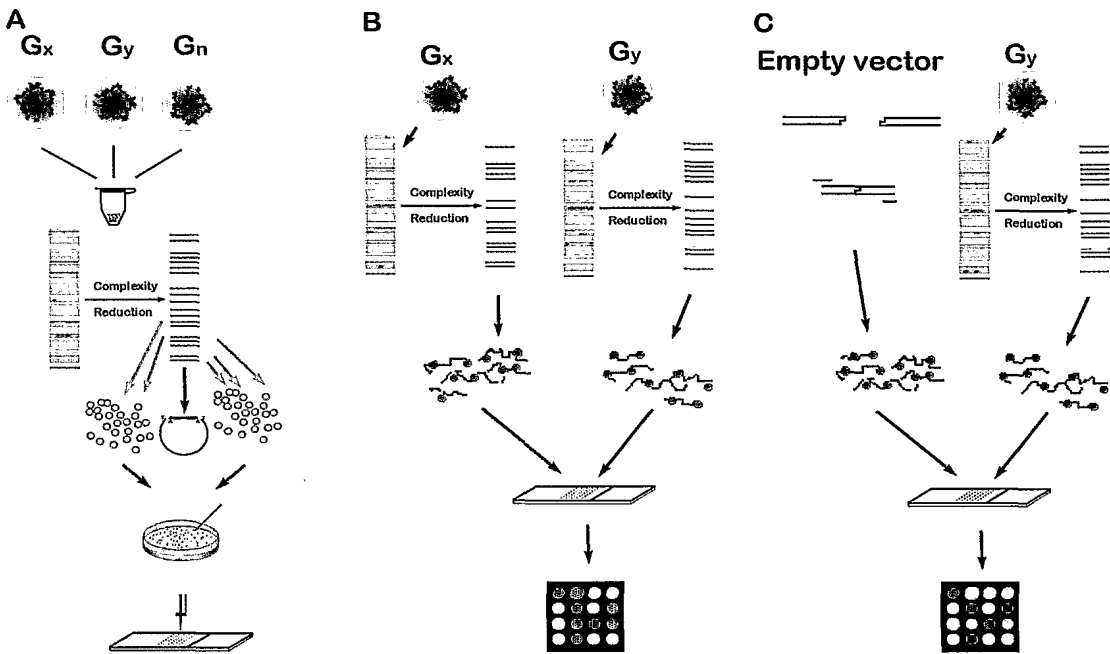 A
Gx Gy Gn
Complexity
Reduction
B
Gx Gy
Complexity
Reduction
Complexity
Reduction
C
Empty vector
Gy
Complexity
Reduction